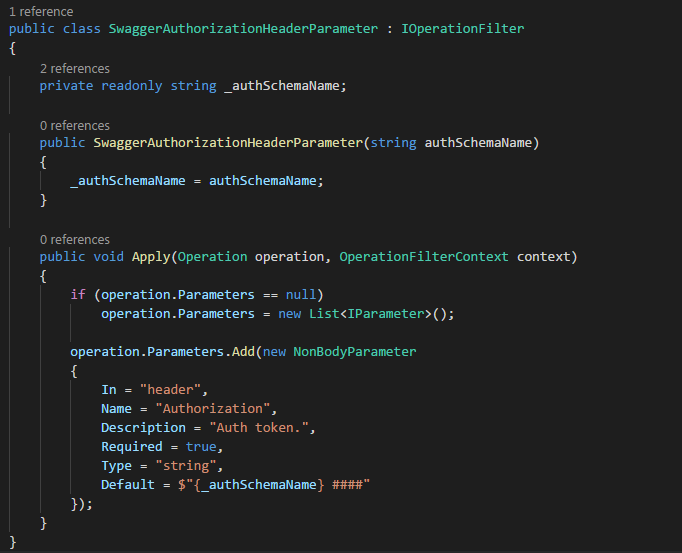 1 reference
public class SwaggerAuthorizationHeaderParameter : IOperationFilter
{
2 references
private readonly string _authSchemaName;
0 references
public SwaggerAuthorizationHeaderParameter(string authSchemaName)
{
_authSchemaName = authSchemaName;
}
0 references
public void Apply(Operation operation, OperationFilterContext context)
{
if (operation.Parameters == null)
operation.Parameters = new List<IParameter>();
operation.Parameters.Add(new NonBodyParameter
{
In = "header",
Name = "Authorization",
Description = "Auth token.",
Required = true,
Type = "string",
Default = $"{_authSchemaName} ####"
});
}
}